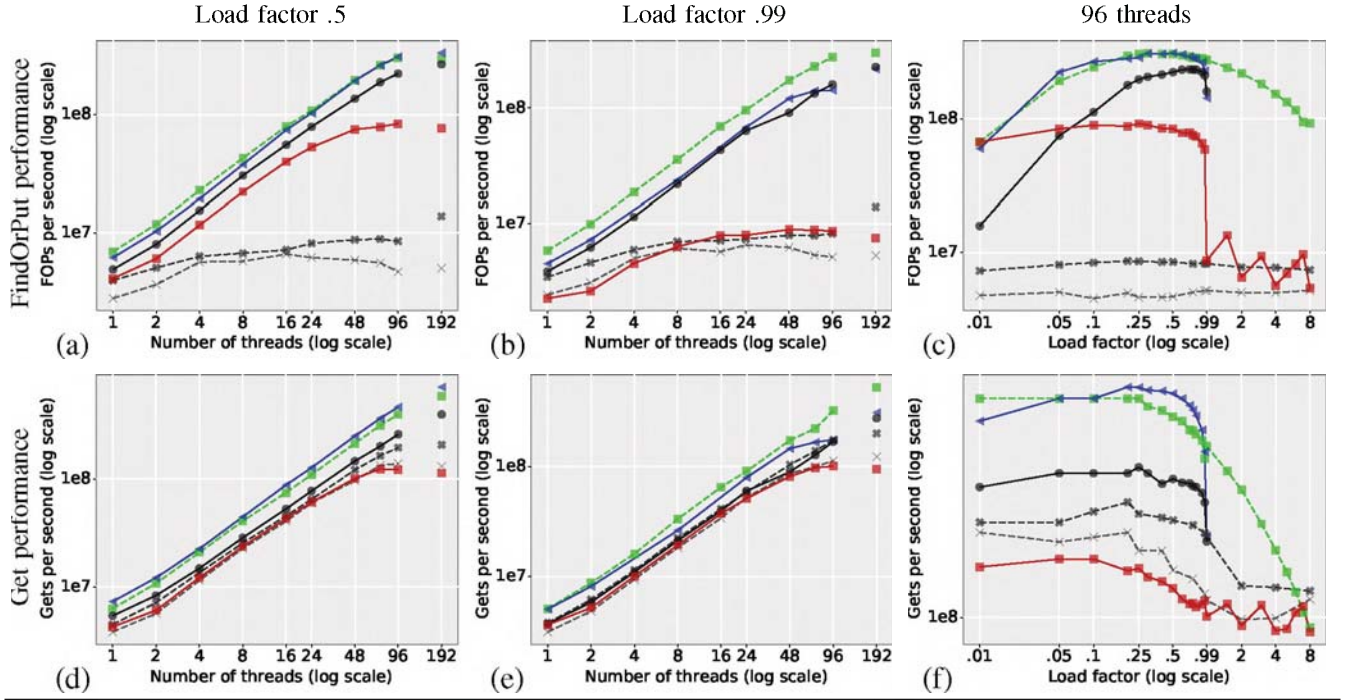 Load factor .5 Load factor .99 96 threads
FindOrPut performance
FOPs per second (log scale)
1e8
1e7
1 2 4 8 16 24 48 96 192
(a) Number of threads (log scale)
FOPs per second (log scale)
1e8
1e7
1 2 4 8 16 24 48 96 192
(b) Number of threads (log scale)
FOPs per second (log scale)
1e8
1e7
.01 .05 .1 .25 .5 .99 2 4 8
(c) Load factor (log scale)
Get performance
Gets per second (log scale)
1e8
1e7
1 2 4 8 16 24 48 96 192
(d) Number of threads (log scale)
Gets per second (log scale)
1e8
1e7
1 2 4 8 16 24 48 96 192
(e) Number of threads (log scale)
Gets per second (log scale)
1e8
.01 .05 .1 .25 .5 .99 2 4 8
(f) Load factor (log scale)